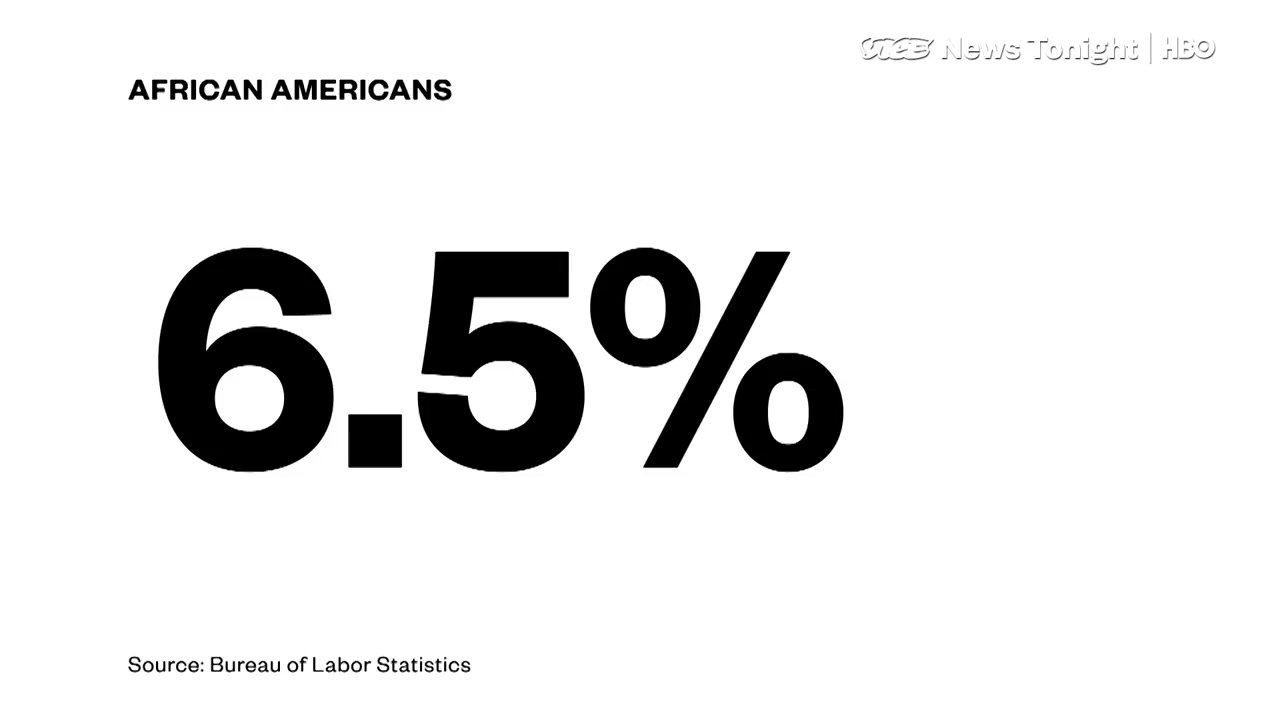 VICE News Tonight | HBO
AFRICAN AMERICANS
6.5%
Source: Bureau of Labor Statistics